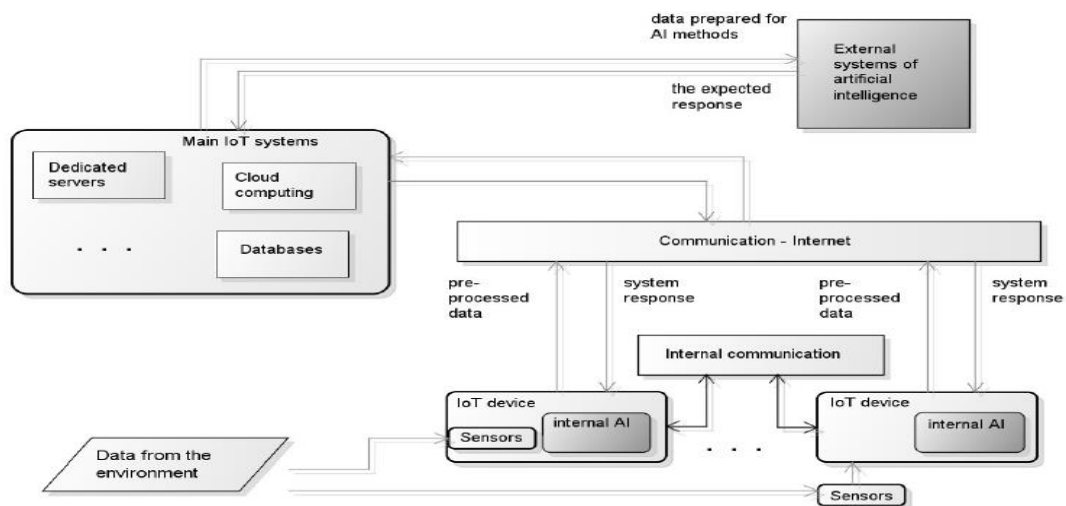 data prepared for
AI methods
External
systems of
artificial
intelligence
the expected
response
Main IoT systems
Dedicated
servers
Cloud
computing
. . .
Databases
Communication - Internet
pre-
processed
data
system
response
pre-
processed
data
system
response
Internal communication
IoT device
internal AI
Sensors
. . .
IoT device
internal AI
Data from the
environment
Sensors